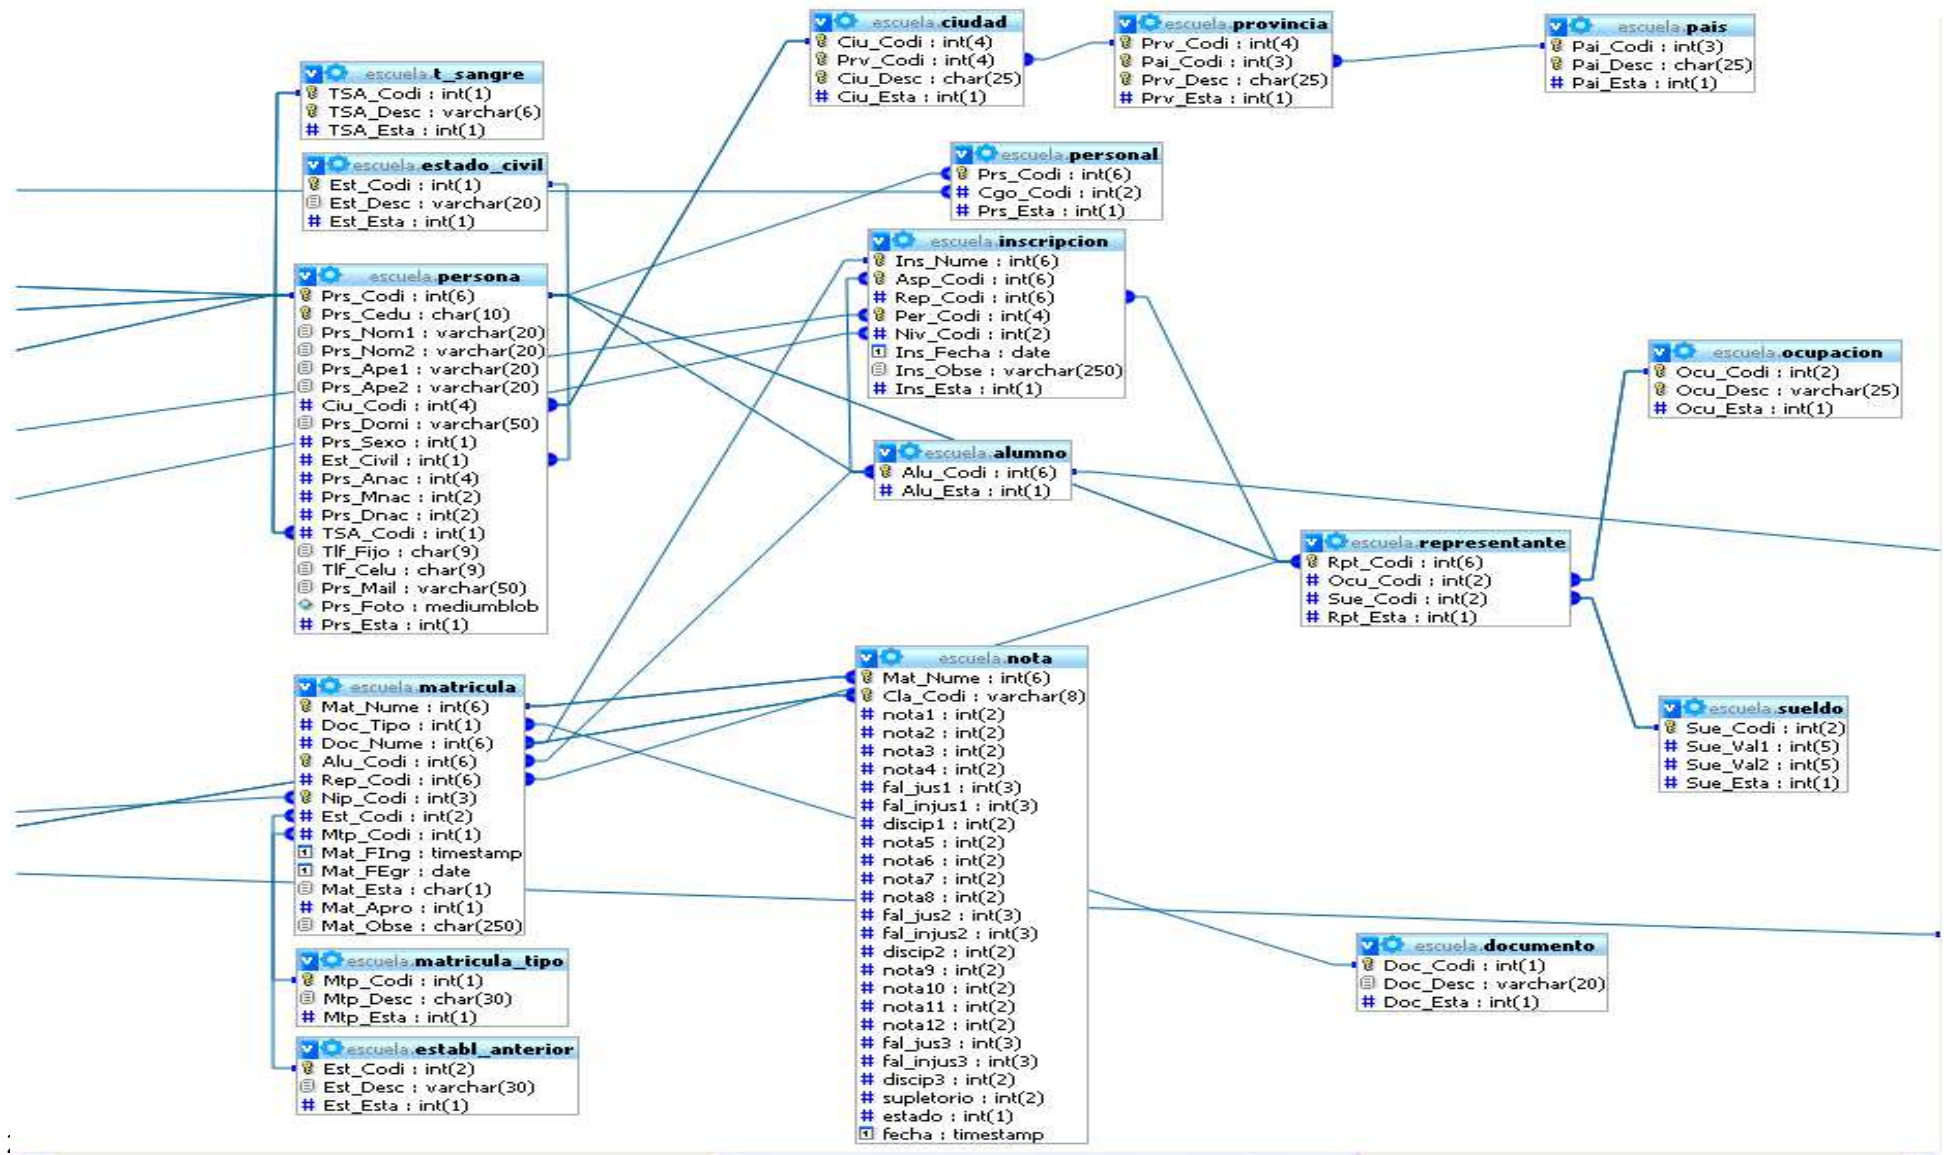 escuela.ciudad
Ciu_Codi : int(4)
Prv_Codi : int(4)
Ciu_Desc : char(25)
Ciu_Esta : int(1)
escuela.provincia
Prv_Codi : int(4)
Pai_Codi : int(3)
Prv_Desc : char(25)
Prv_Esta : int(1)
escuela.pais
Pai_Codi : int(3)
Pai_Desc : char(25)
Pai_Esta : int(1)
escuela.t_sangre
TSA_Codi : int(1)
TSA_Desc : varchar(6)
TSA_Esta : int(1)
escuela.estado_civil
Est_Codi : int(1)
Est_Desc : varchar(20)
Est_Esta : int(1)
escuela.personal
Prs_Codi : int(6)
Cgo_Codi : int(2)
Prs_Esta : int(1)
escuela.persona
Prs_Codi : int(6)
Prs_Cedu : char(10)
Prs_Nom1 : varchar(20)
Prs_Nom2 : varchar(20)
Prs_Ape1 : varchar(20)
Prs_Ape2 : varchar(20)
Ciu_Codi : int(4)
Prs_Domi : varchar(50)
Prs_Sexo : int(1)
Est_Civil : int(1)
Prs_Anac : int(4)
Prs_Mnac : int(2)
Prs_Dnac : int(2)
TSA_Codi : int(1)
Tlf_Fijo : char(9)
Tlf_Celu : char(9)
Prs_Mail : varchar(50)
Prs_Foto : mediumblob
Prs_Esta : int(1)
escuela.inscripcion
Ins_Nume : int(6)
Asp_Codi : int(6)
Rep_Codi : int(6)
Per_Codi : int(4)
Niv_Codi : int(2)
Ins_Fecha : date
Ins_Obse : varchar(250)
Ins_Esta : int(1)
escuela.alumno
Alu_Codi : int(6)
Alu_Esta : int(1)
escuela.ocupacion
Ocu_Codi : int(2)
Ocu_Desc : varchar(25)
Ocu_Esta : int(1)
escuela.representante
Rpt_Codi : int(6)
Ocu_Codi : int(2)
Sue_Codi : int(2)
Rpt_Esta : int(1)
escuela.sueldo
Sue_Codi : int(2)
Sue_Val1 : int(5)
Sue_Val2 : int(5)
Sue_Esta : int(1)
escuela.matricula
Mat_Nume : int(6)
Doc_Tipo : int(1)
Doc_Nume : int(6)
Alu_Codi : int(6)
Rep_Codi : int(6)
Nip_Codi : int(3)
Est_Codi : int(2)
Mtp_Codi : int(1)
Mat_FIng : timestamp
Mat_FEgr : date
Mat_Esta : char(1)
Mat_Apro : int(1)
Mat_Obse : char(250)
escuela.nota
Mat_Nume : int(6)
Cla_Codi : varchar(8)
nota1 : int(2)
nota2 : int(2)
nota3 : int(2)
nota4 : int(2)
fal_jus1 : int(3)
fal_injus1 : int(3)
discip1 : int(2)
nota5 : int(2)
nota6 : int(2)
nota7 : int(2)
nota8 : int(2)
fal_jus2 : int(3)
fal_injus2 : int(3)
discip2 : int(2)
nota9 : int(2)
nota10 : int(2)
nota11 : int(2)
nota12 : int(2)
fal_jus3 : int(3)
fal_injus3 : int(3)
discip3 : int(2)
supletorio : int(2)
estado : int(1)
fecha : timestamp
escuela.documento
Doc_Codi : int(1)
Doc_Desc : varchar(20)
Doc_Esta : int(1)
escuela.matricula_tipo
Mtp_Codi : int(1)
Mtp_Desc : char(30)
Mtp_Esta : int(1)
escuela.establ_anterior
Est_Codi : int(2)
Est_Desc : varchar(30)
Est_Esta : int(1)